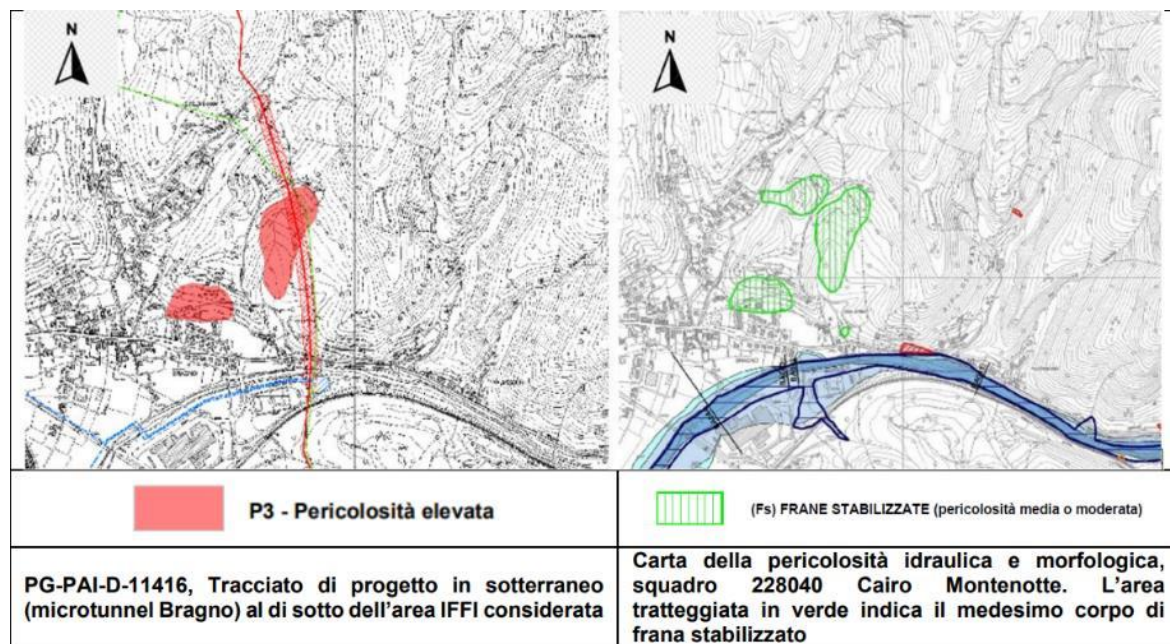 N
N
P3 - Pericolosità elevata
(Fs) FRANE STABILIZZATE (pericolosità media o moderata)
PG-PAI-D-11416, Tracciato di progetto in sotterraneo
(microtunnel Bragno) al di sotto dell'area IFFI considerata
Carta della pericolosità idraulica e morfologica,
squadro 228040 Cairo Montenotte. L'area
tratteggiata in verde indica il medesimo corpo di
frana stabilizzato